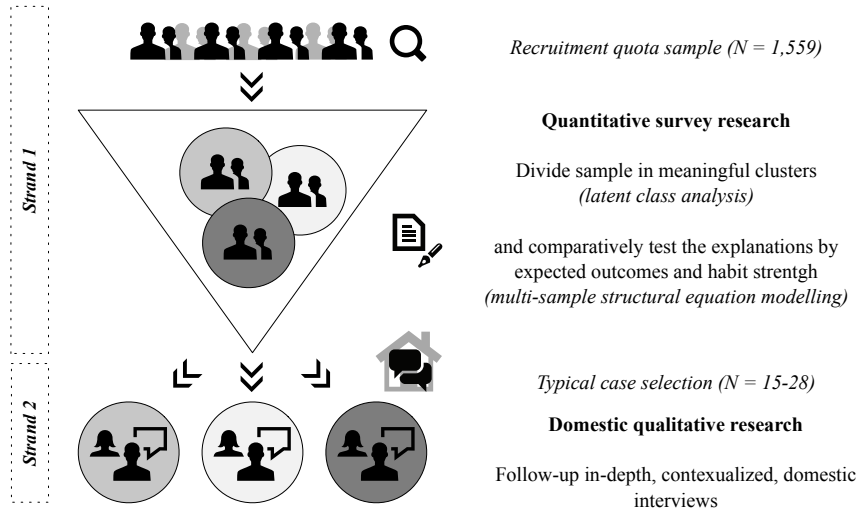 Strand 1
Recruitment quota sample (N = 1,559)
Quantitative survey research
Divide sample in meaningful clusters
(latent class analysis)
and comparatively test the explanations by
expected outcomes and habit strentgh
(multi-sample structural equation modelling)
Strand 2
Typical case selection (N = 15-28)
Domestic qualitative research
Follow-up in-depth, contexualized, domestic
interviews